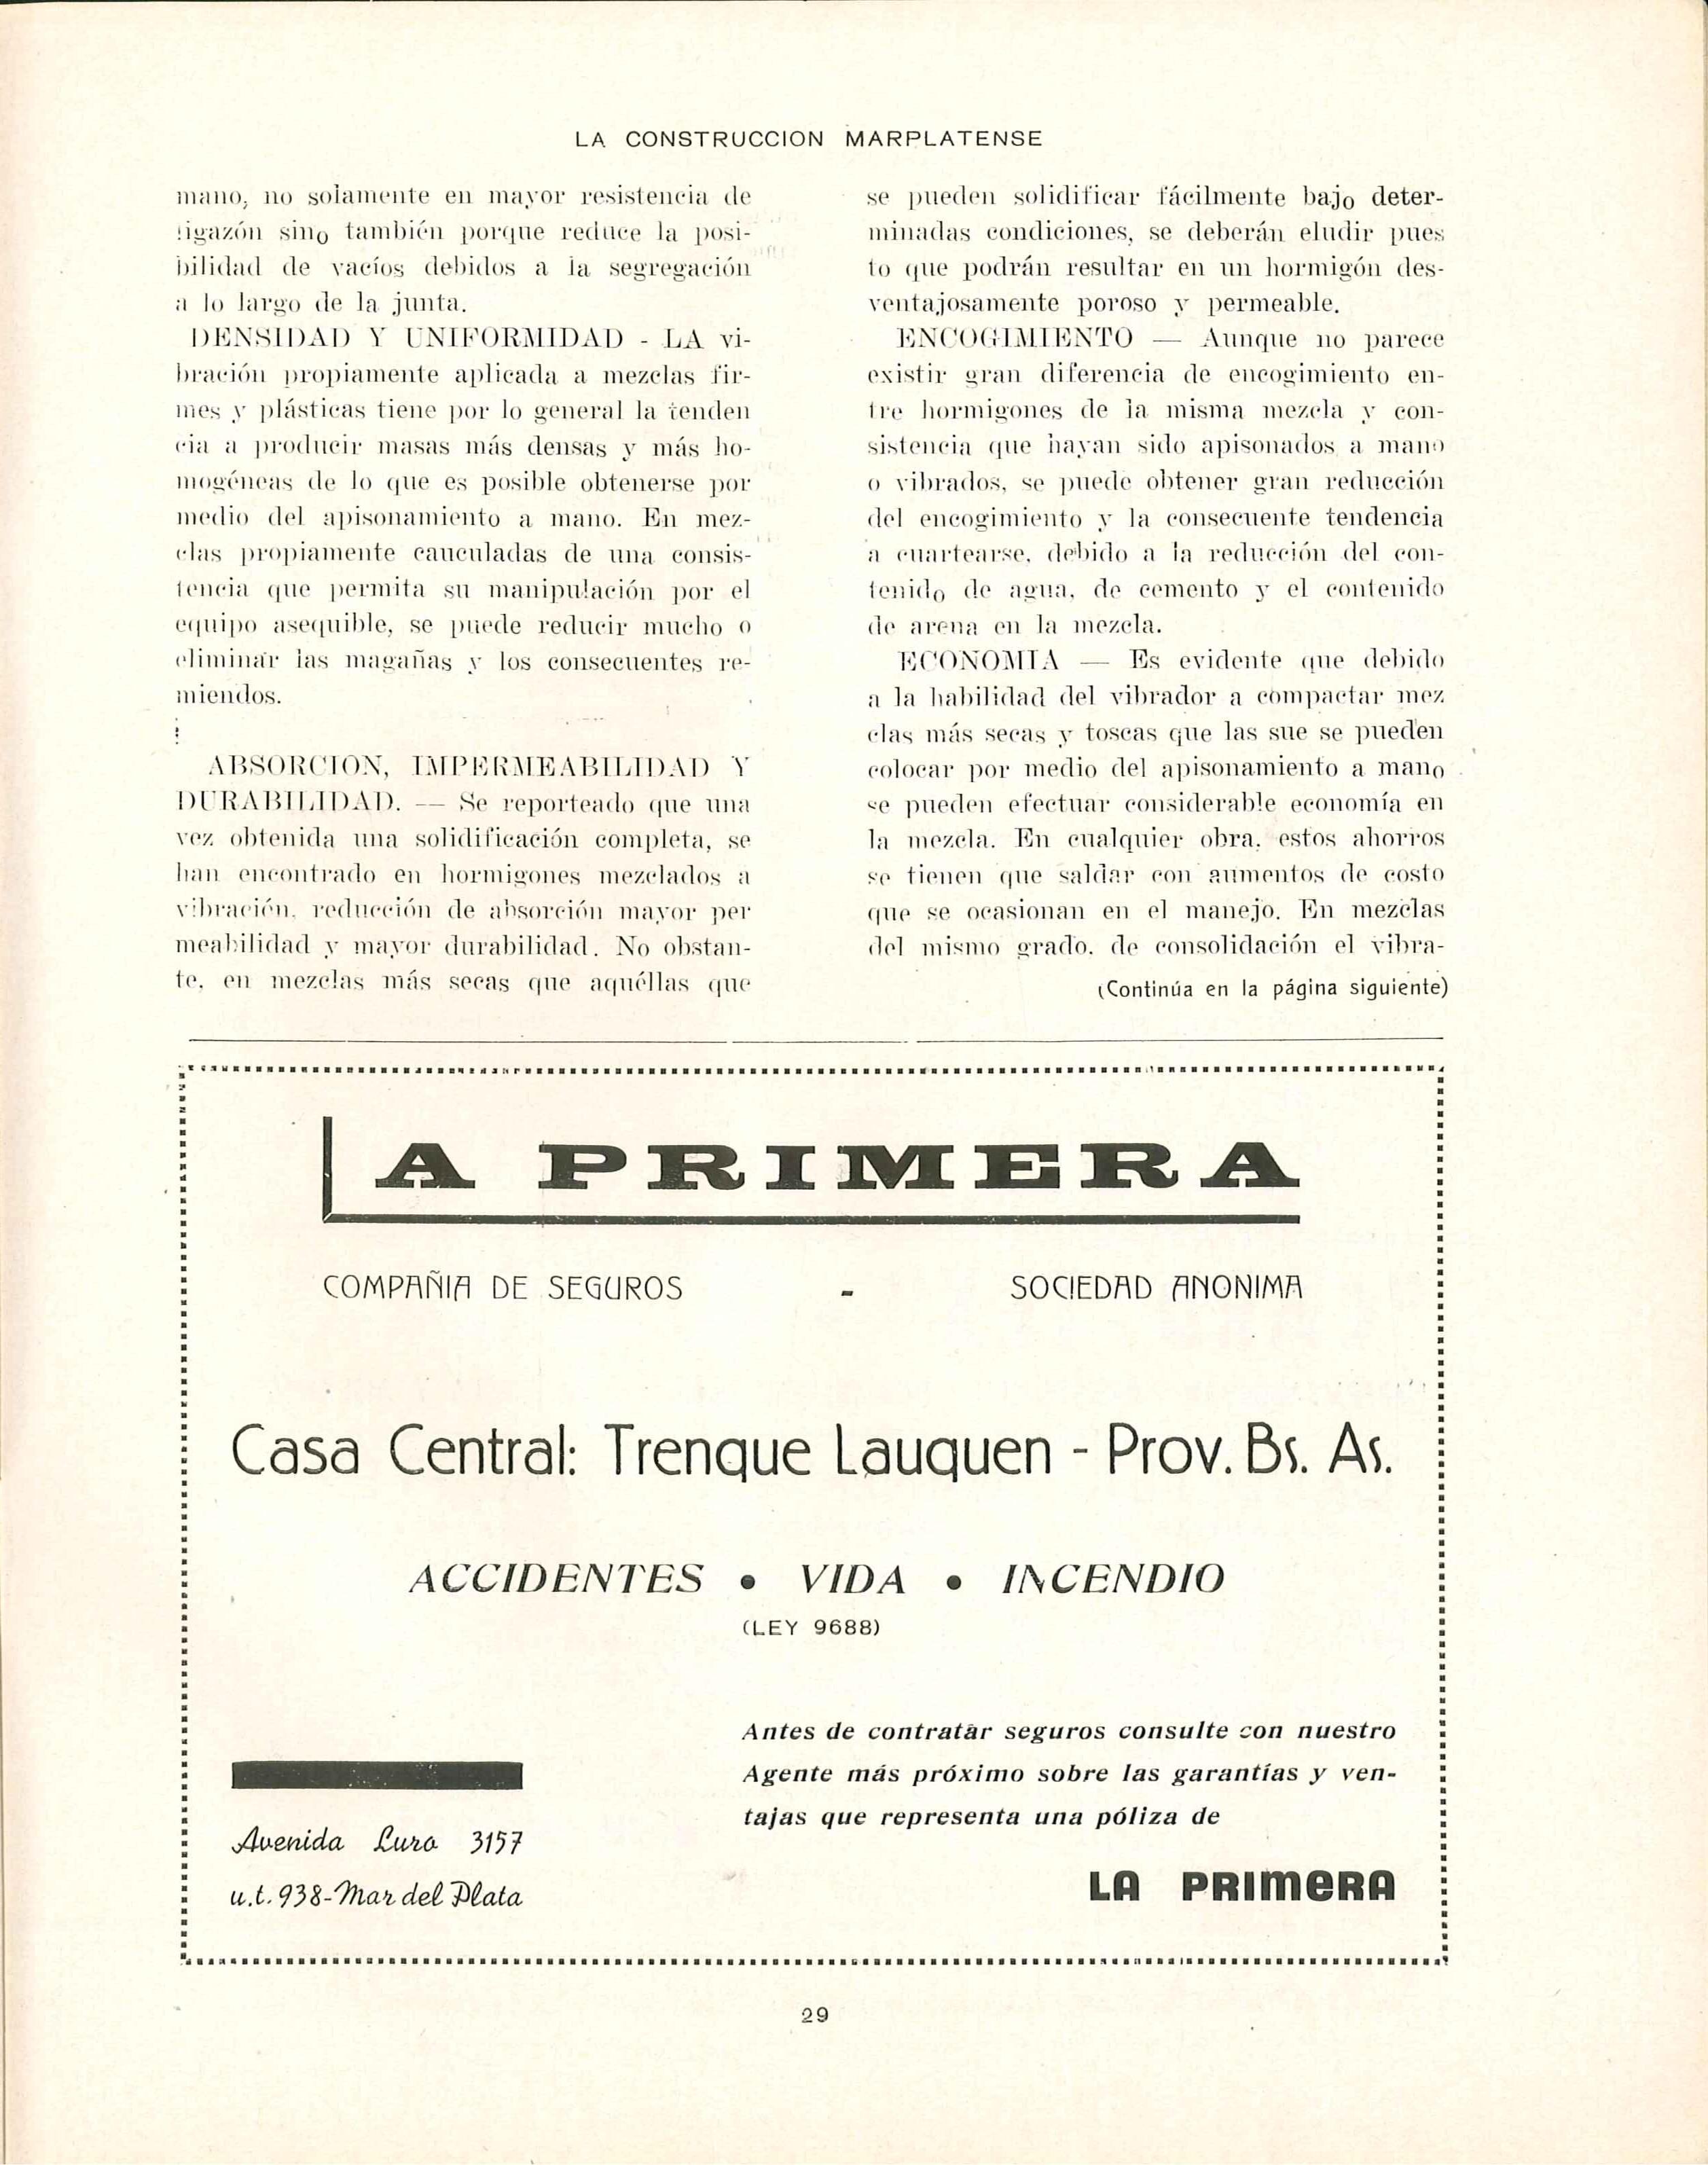 LA CONSTRUCCION MARPLATENSE
mano, no solamente en mayor resistencia de
ligazón sino también porque reduce la posi-
bilidad de vacíos debidos a la segregación
a lo largo de la junta.
DENSIDAD Y UNIFORMIDAD - LA vi-
bración propiamente aplicada a mezclas fir-
mes y plásticas tiene por lo general la tenden
cia a producir masas más densas y más ho-
mogéneas de lo que es posible obtenerse por
medio del apisonamiento a mano. En mez-
clas propiamente cauculadas de una consis-
tencia que permita su manipulación por el
equipo asequible, se puede reducir mucho o
eliminar las magañas y los consecuentes re-
miendos.
ABSORCION, IMPERMEABILIDAD Y
DURABILIDAD. — Se reporteado que una
vez obtenida una solidificación completa, se
han encontrado en hormigones mezclados a
vibración, reducción de absorción mayor per
meabilidad y mayor durabilidad. No obstan-
te, en mezclas más secas que aquéllas que
se pueden solidificar fácilmente bajo deter-
minadas condiciones, se deberán eludir pues
to que podrán resultar en un hormigón des-
ventajosamente poroso y permeable.
ENCOGIMIENTO — Aunque no parece
existir gran diferencia de encogimiento en-
tre hormigones de la misma mezcla y con-
sistencia que hayan sido apisonados a mano
o vibrados, se puede obtener gran reducción
del encogimiento y la consecuente tendencia
a cuartearse, debido a la reducción del con-
tenido de agua, de cemento y el contenido
de arena en la mezcla.
ECONOMIA — Es evidente que debido
a la habilidad del vibrador a compactar mez
clas más secas y toscas que las sue se pueden
colocar por medio del apisonamiento a mano
se pueden efectuar considerable economía en
la mezcla. En cualquier obra, estos ahorros
se tienen que saldar con aumentos de costo
que se ocasionan en el manejo. En mezclas
del mismo grado. de consolidación el vibra-
(Continúa en la página siguiente)
LA PRIMERA
COMPAÑIA DE SEGUROS - SOCIEDAD ANONIMA
Casa Central: Trenque Lauquen - Prov. Bs. As.
ACCIDENTES • VIDA • INCENDIO
(LEY 9688)
Antes de contratar seguros consulte con nuestro
Agente más próximo sobre las garantías y ven-
tajas que representa una póliza de
LA PRIMERA
Avenida Luro 3157
u.t. 938-Mar del Plata
29